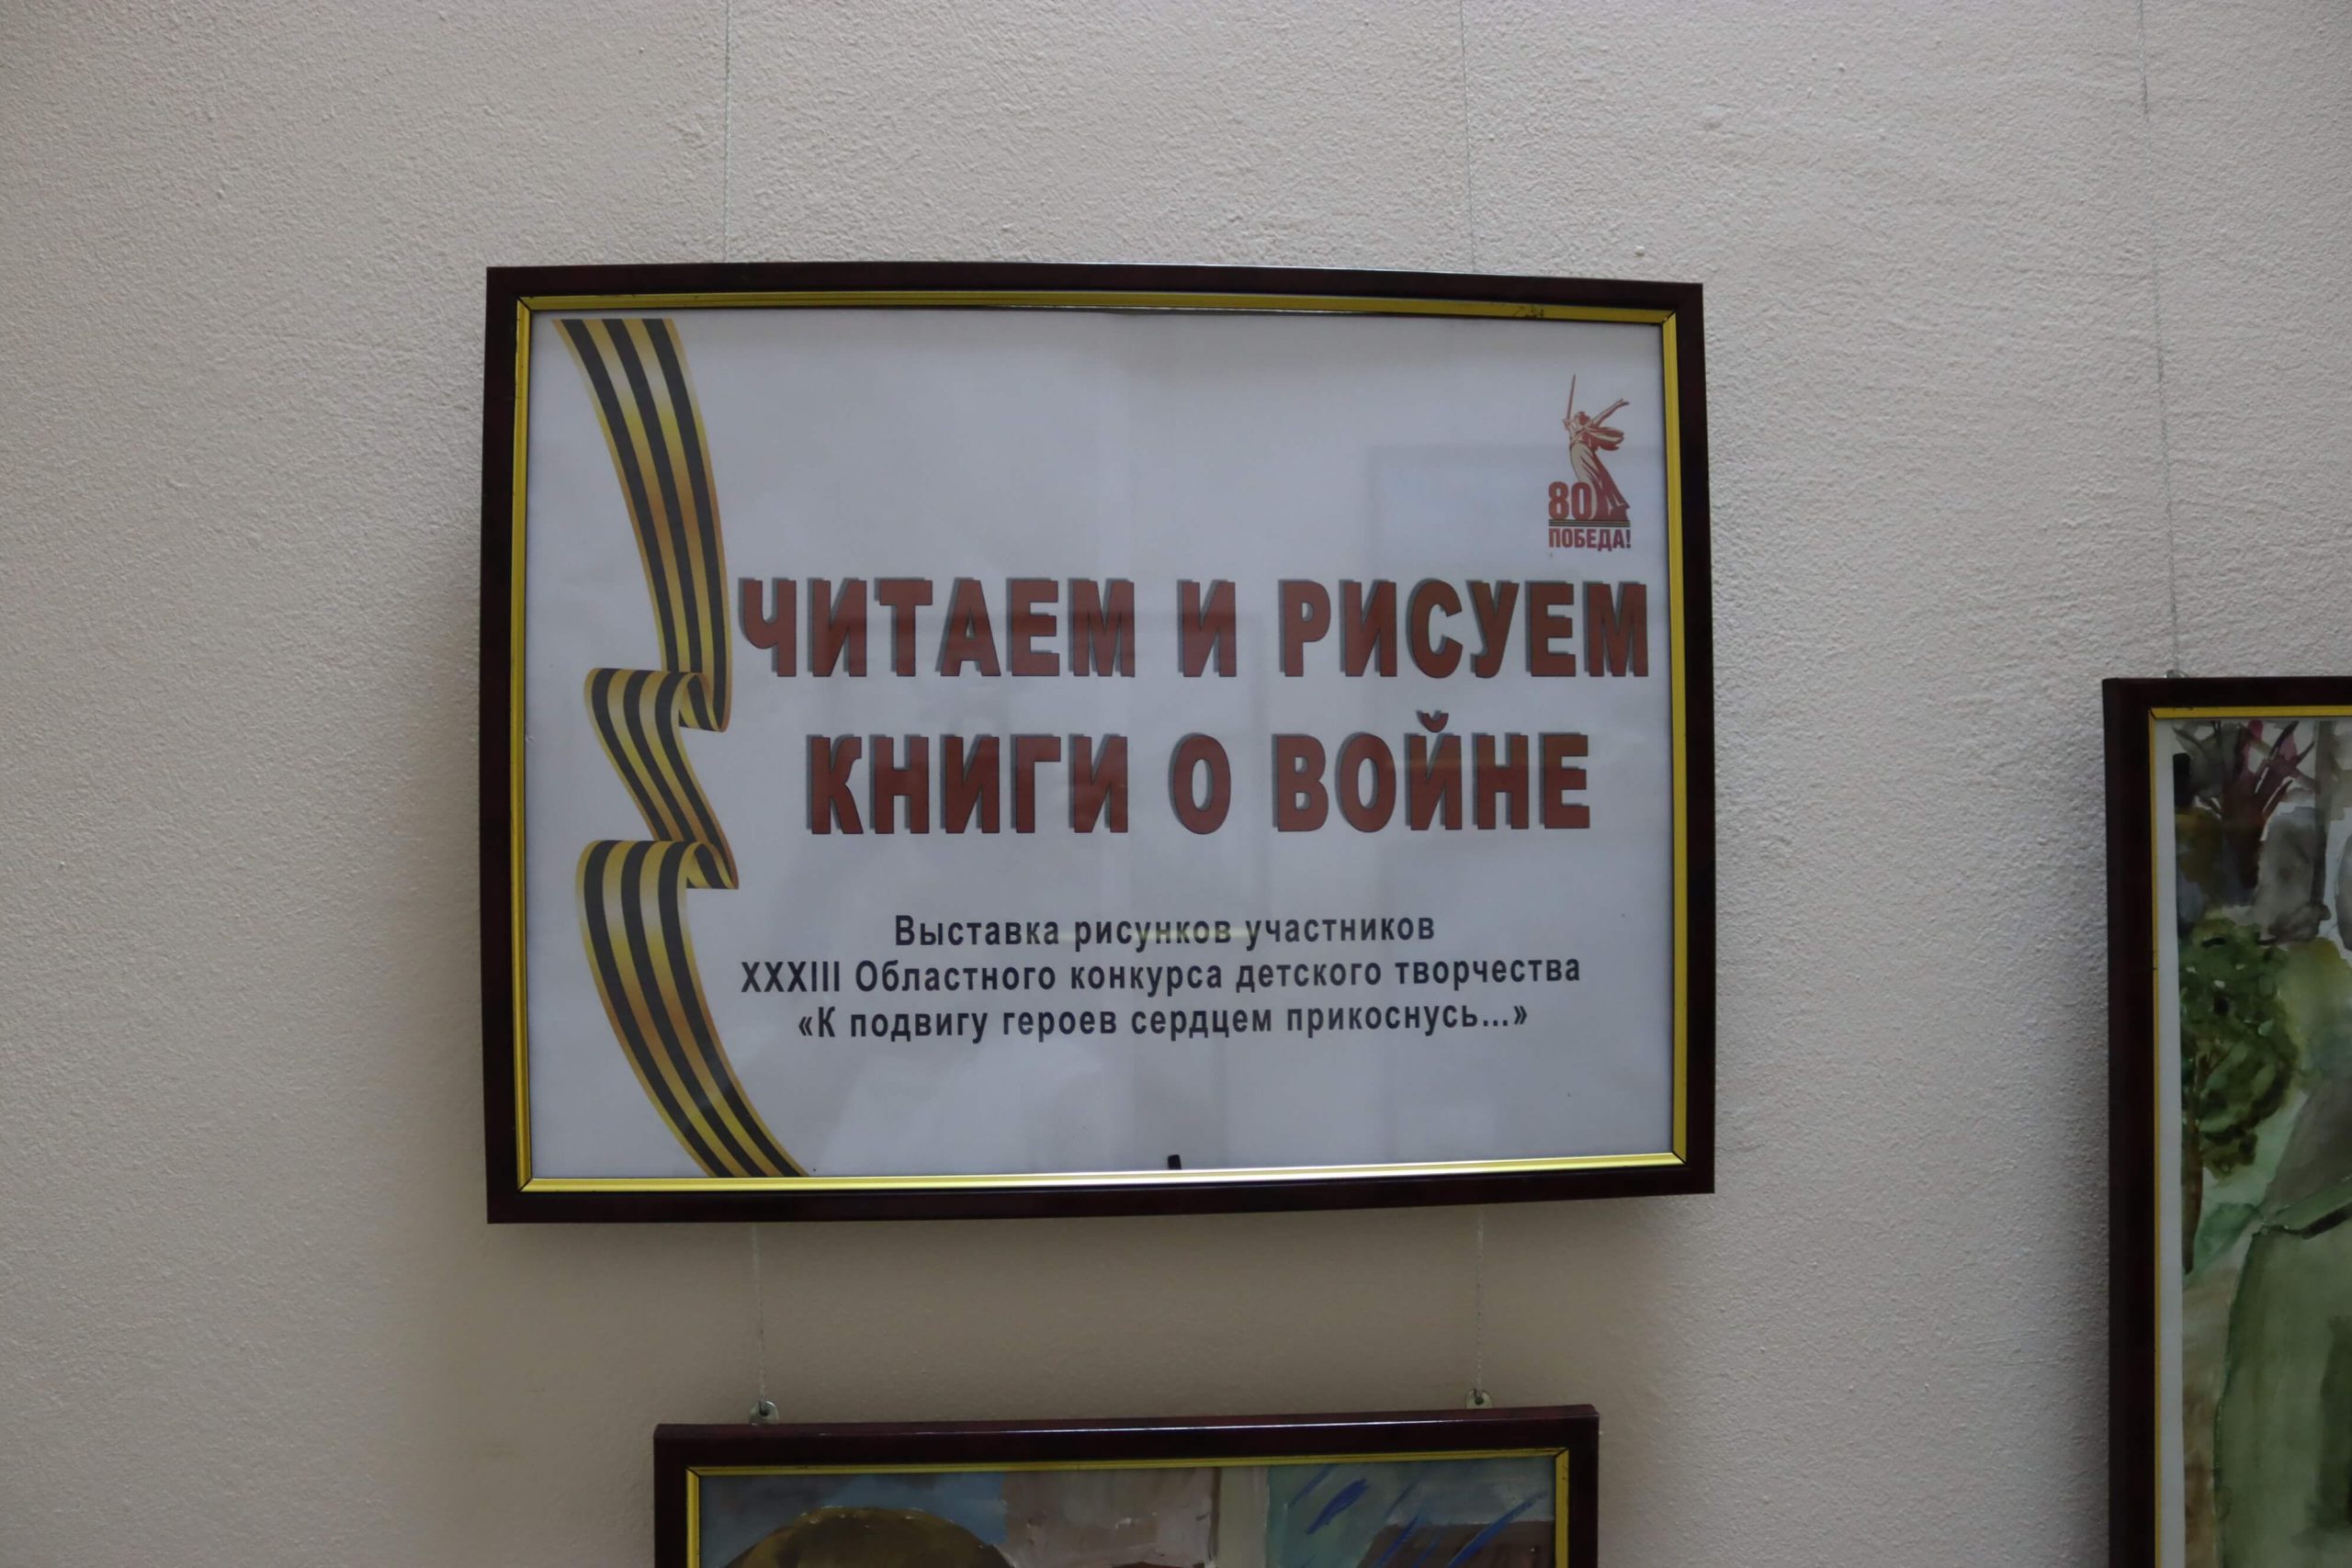 80
ПОБЕДА!
ЧИТАЕМ И РИСУЕМ
КНИГИ О ВОЙНЕ
Выставка рисунков участников
XXXIII Областного конкурса детского творчества
«К подвигу героев сердцем прикоснусь...»